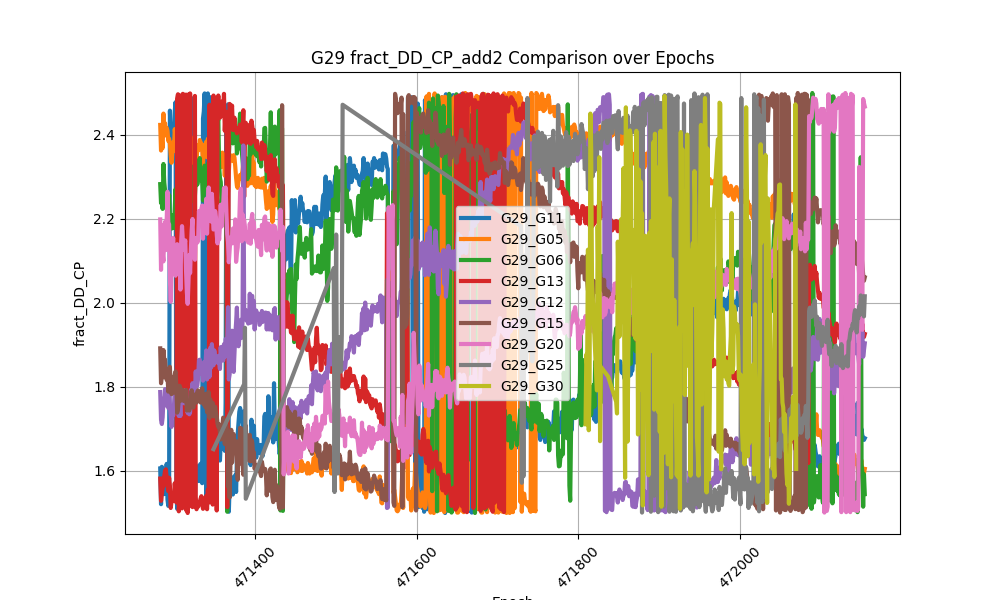 G29 fract_DD_CP_add2 Comparison over Epochs
fract_DD_CP
2.4
2.2
2.0
1.8
1.6
G29_G11
G29_G05
G29_G06
G29_G13
G29_G12
G29_G15
G29_G20
G29_G25
G29_G30
471400
471600
471800
472000
Epoch